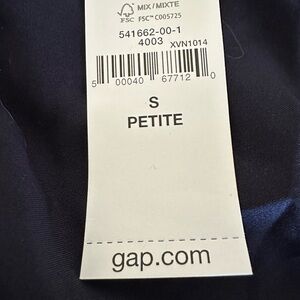 MIX / MIXTE
FSC FSC™ C005725
541662-00-1
4003 XVN1014
5 00040 67712 0
S
PETITE
gap.com